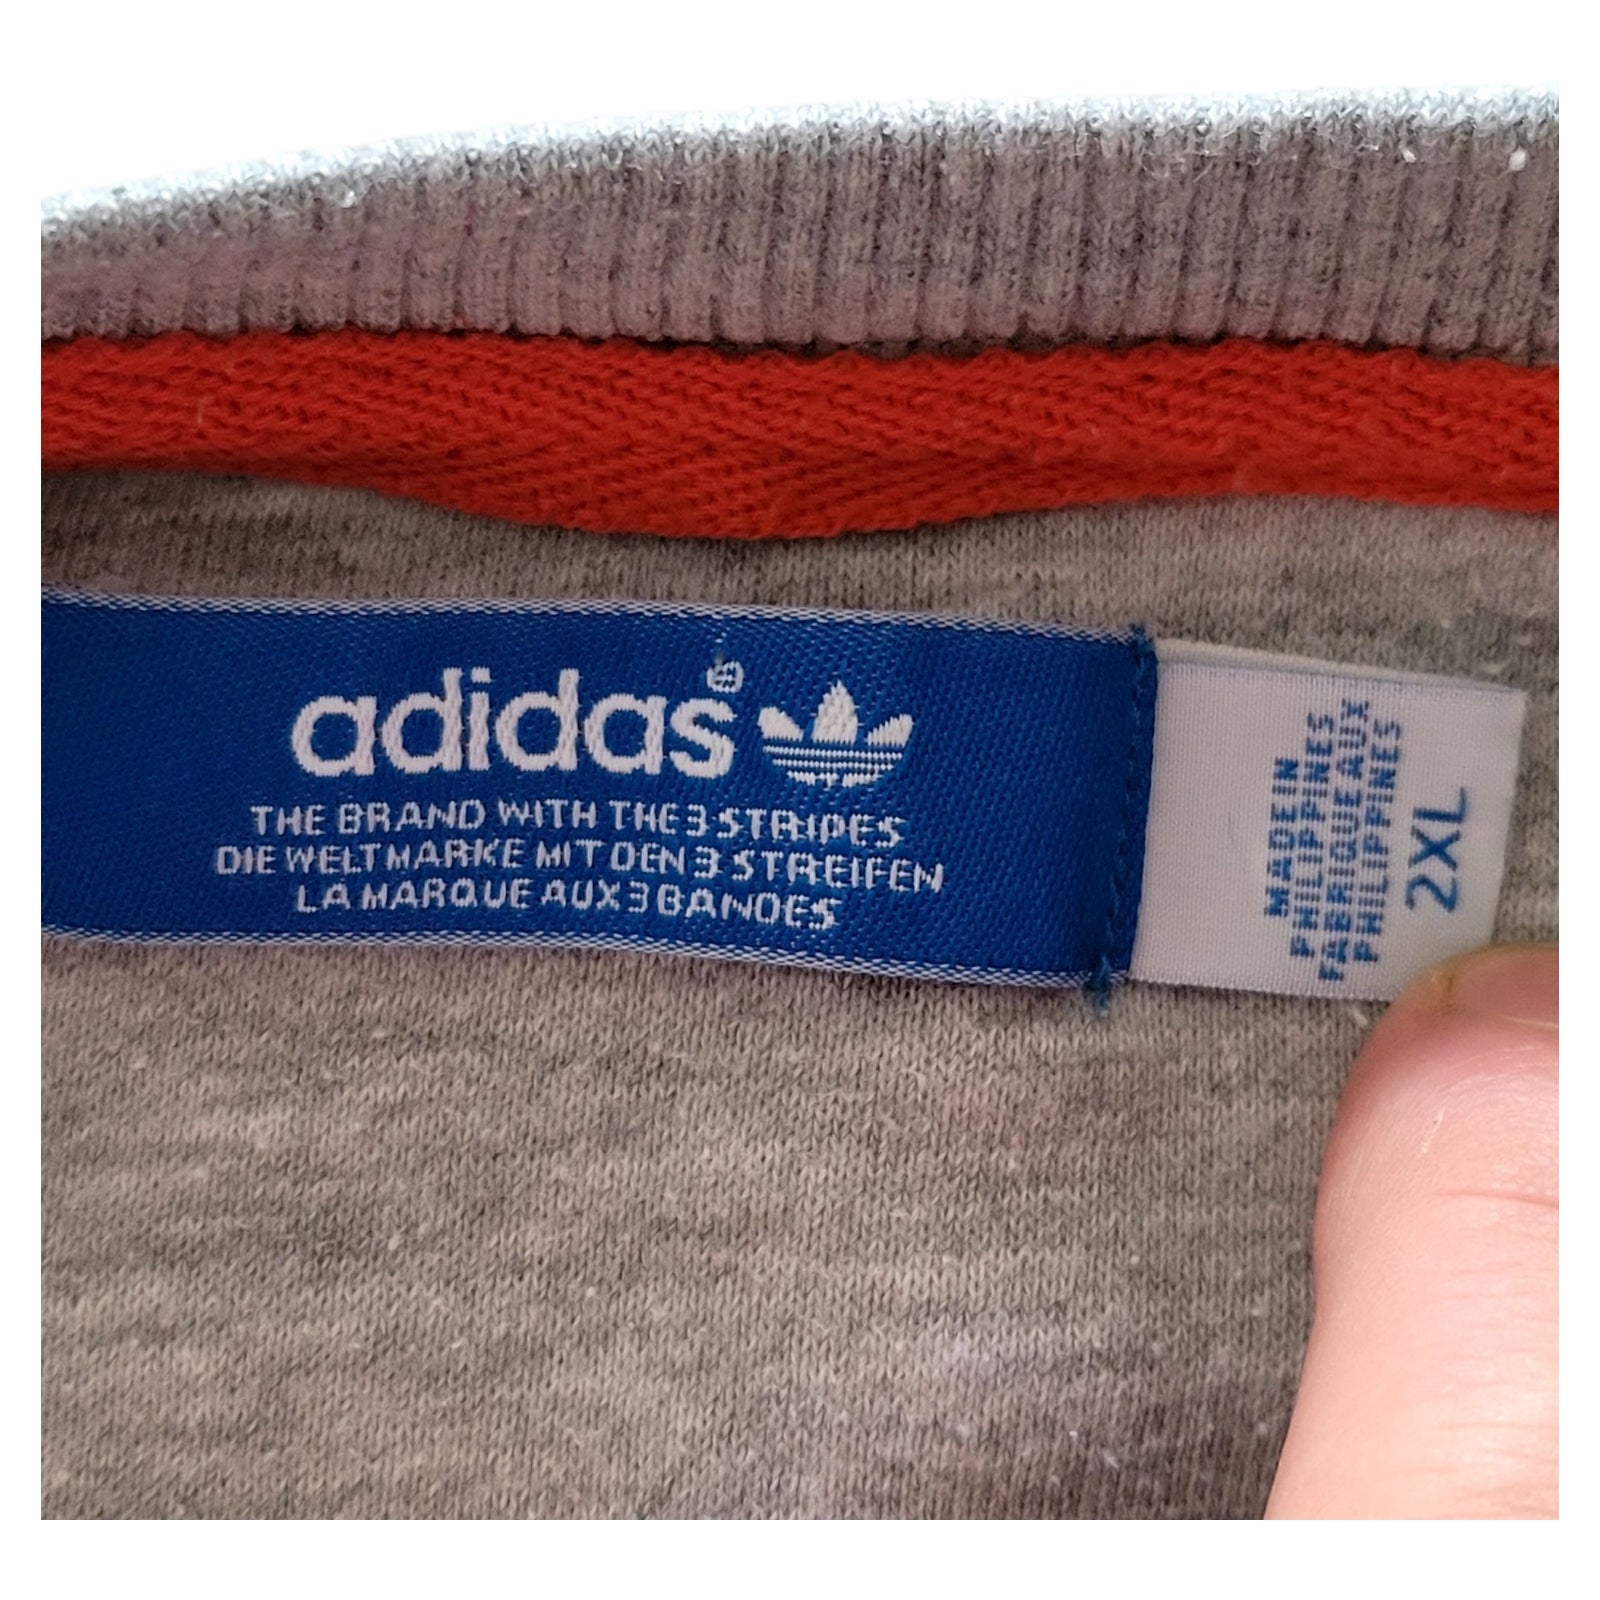 adidas®
THE BRAND WITH THE 3 STRIPES
DIE WELTMARKE MIT DEN 3 STREIFEN
LA MARQUE AUX 3 BANDES
MADE IN
PHILIPPINES
FABRIQUE AUX
PHILIPPINES
2XL